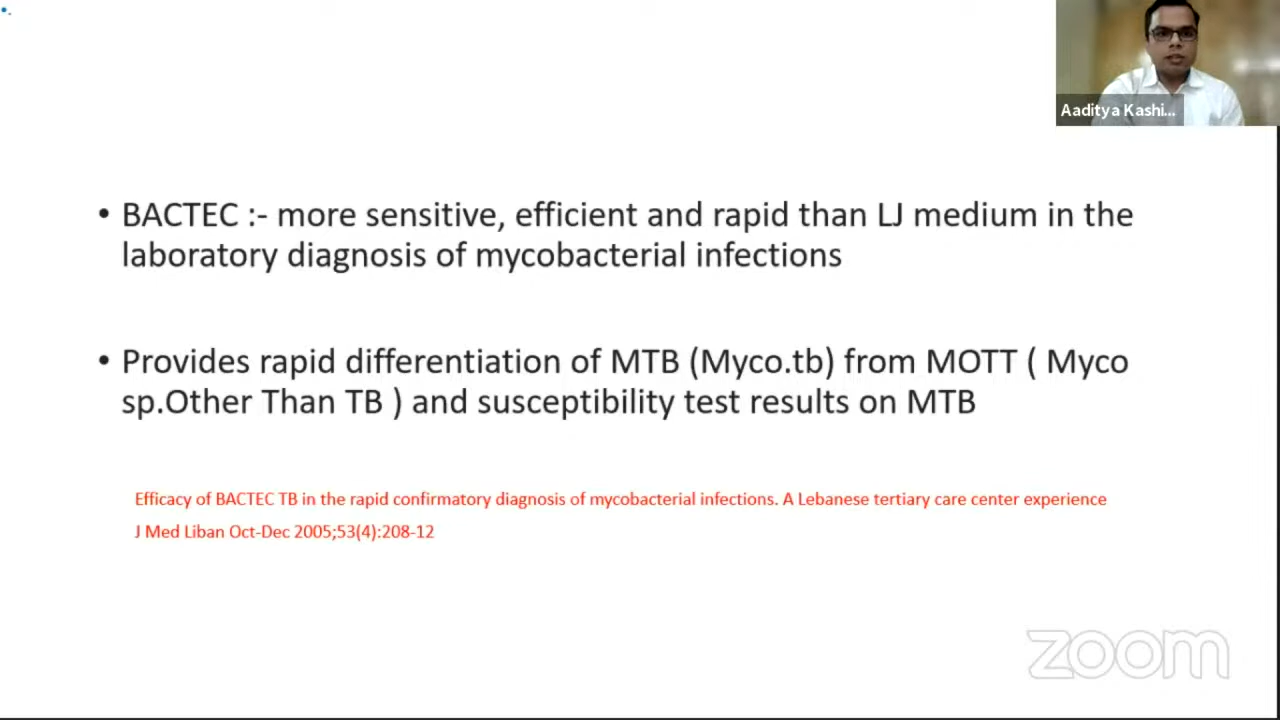 Aaditya Kashi...
• BACTEC :- more sensitive, efficient and rapid than LJ medium in the
laboratory diagnosis of mycobacterial infections
• Provides rapid differentiation of MTB (Myco.tb) from MOTT ( Myco
sp.Other Than TB ) and susceptibility test results on MTB
Efficacy of BACTEC TB in the rapid confirmatory diagnosis of mycobacterial infections. A Lebanese tertiary care center experience
J Med Liban Oct-Dec 2005;53(4):208-12
zoom